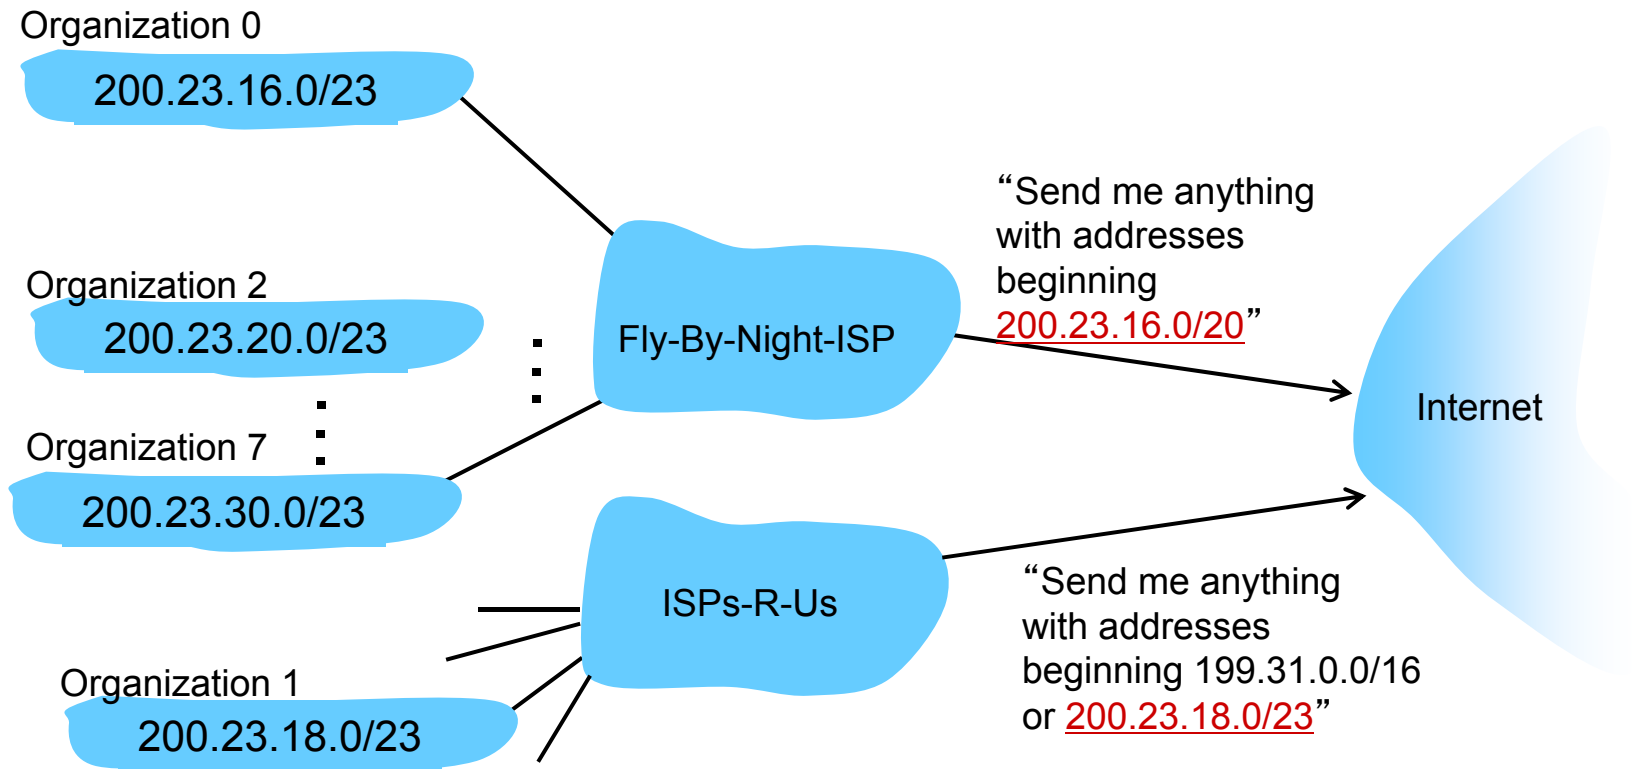 Organization 0
200.23.16.0/23
Organization 2
200.23.20.0/23
Organization 7
200.23.30.0/23
Fly-By-Night-ISP
“Send me anything
with addresses
beginning
200.23.16.0/20”
Internet
ISPs-R-Us
“Send me anything
with addresses
beginning 199.31.0.0/16
or 200.23.18.0/23”
Organization 1
200.23.18.0/23